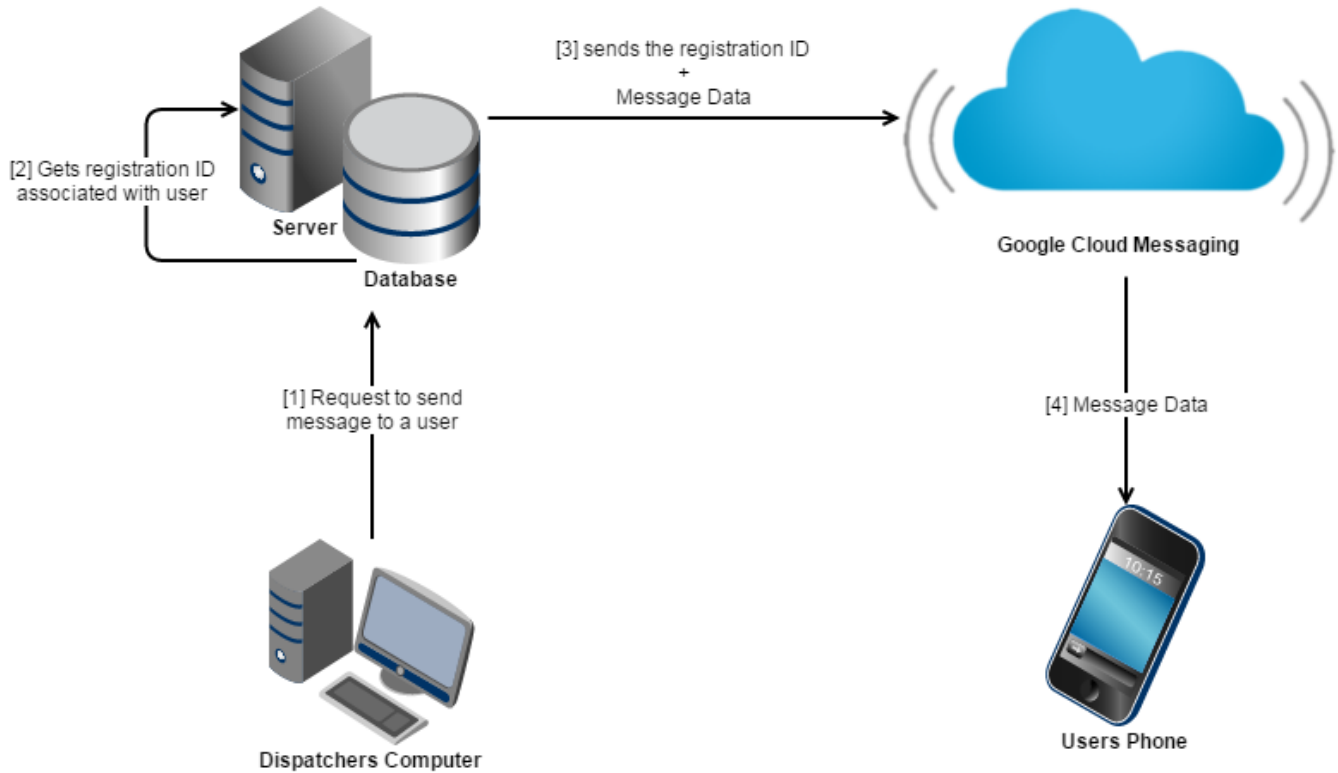 [3] sends the registration ID
+
Message Data
[2] Gets registration ID
associated with user
Server
Database
Google Cloud Messaging
[1] Request to send
message to a user
[4] Message Data
10:15
Dispatchers Computer
Users Phone